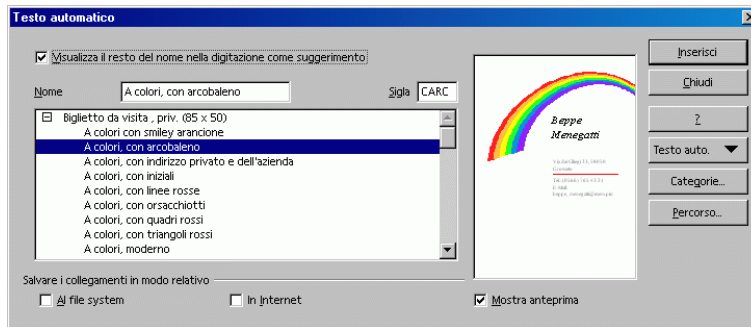 Testo automatico
Visualizza il resto del nome nella digitazione come suggerimento
Nome
A colori, con arcobaleno
Sigla
CARC
Biglietto da visita , priv. (85 x 50)
A colori con smiley arancione
A colori, con arcobaleno
A colori, con indirizzo privato e dell'azienda
A colori, con iniziali
A colori, con linee rosse
A colori, con orsacchiotti
A colori, con quadri rossi
A colori, con triangoli rossi
A colori, moderno
Beppe
Menegatti
E-Mail
Inserisci
Chiudi
?
Testo auto.
Categorie...
Percorso...
Salvare i collegamenti in modo relativo
Al file system
In Internet
Mostra anteprima